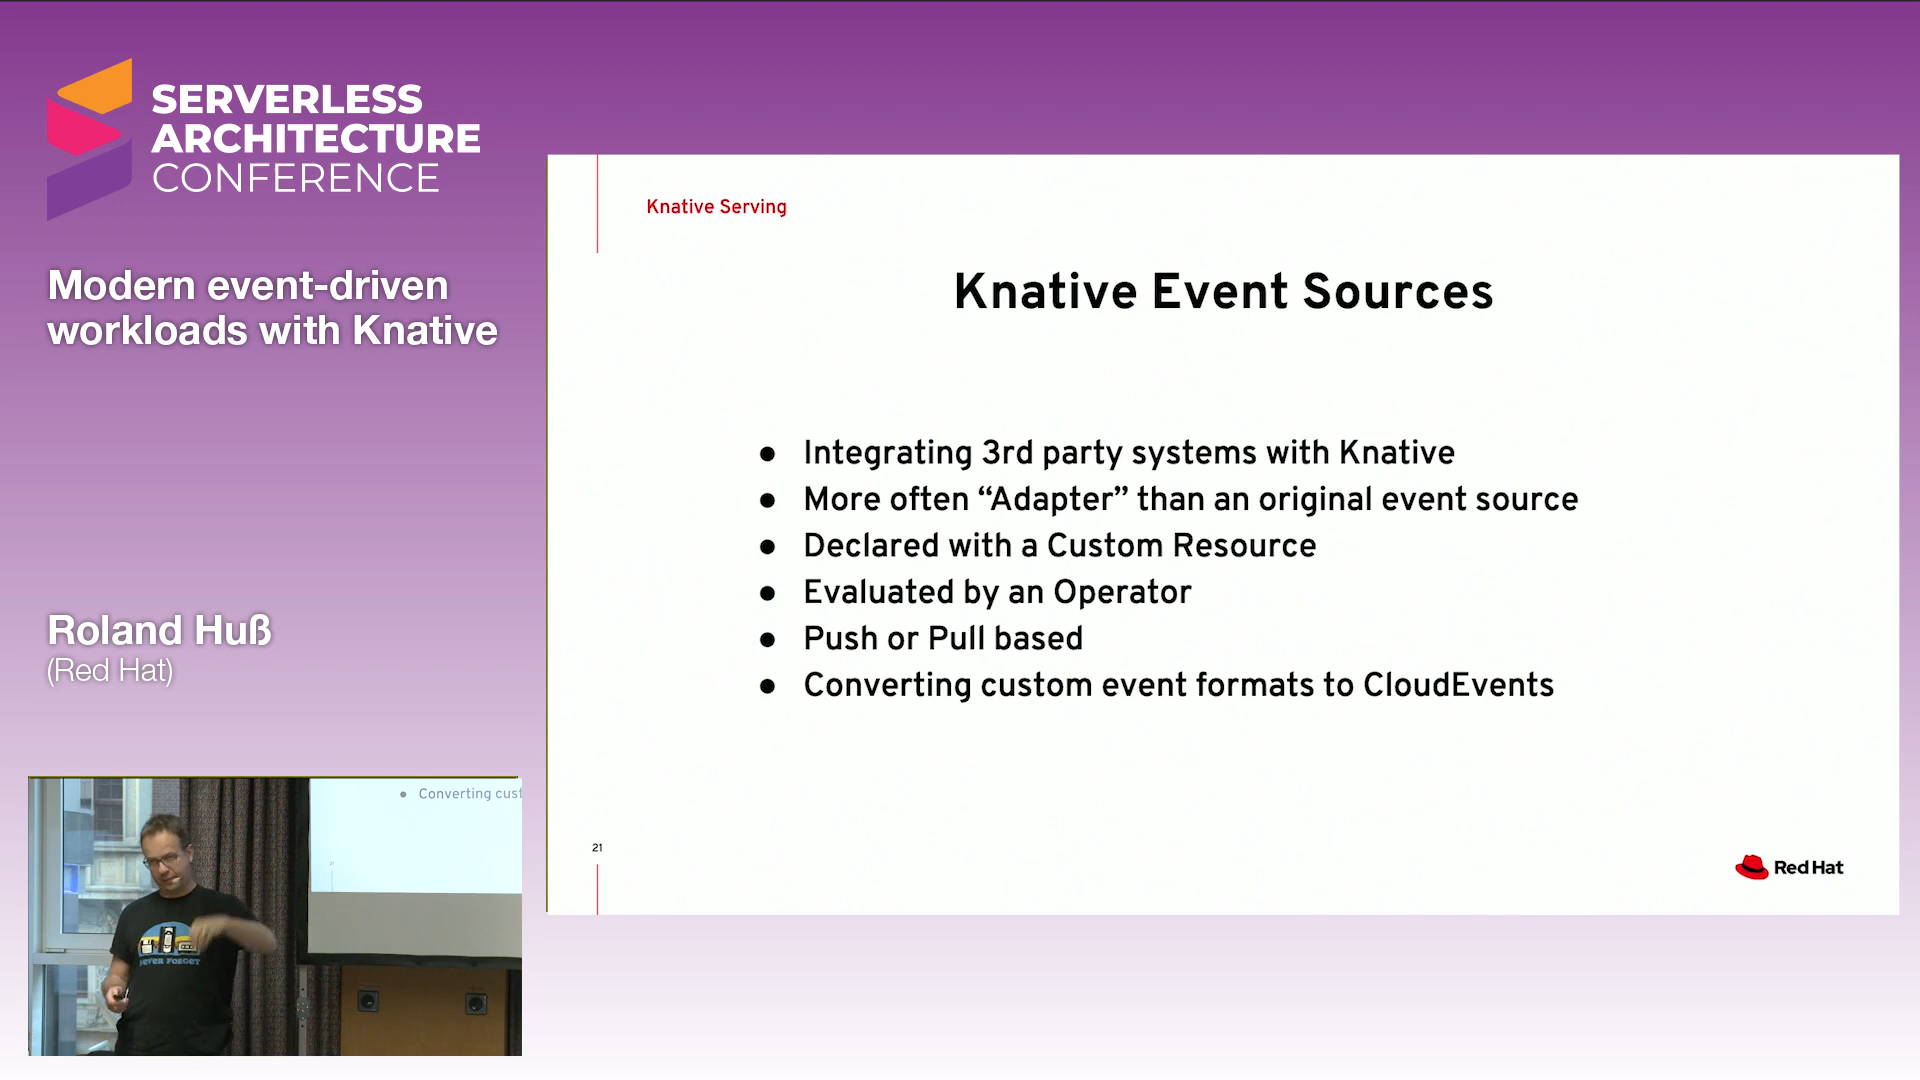 SERVERLESS
ARCHITECTURE
CONFERENCE
Modern event-driven
workloads with Knative
Roland Huß
(Red Hat)
Knative Serving
Knative Event Sources
● Integrating 3rd party systems with Knative
● More often “Adapter” than an original event source
● Declared with a Custom Resource
● Evaluated by an Operator
● Push or Pull based
● Converting custom event formats to CloudEvents
21
Red Hat
● Converting cust
NEVER FORGET